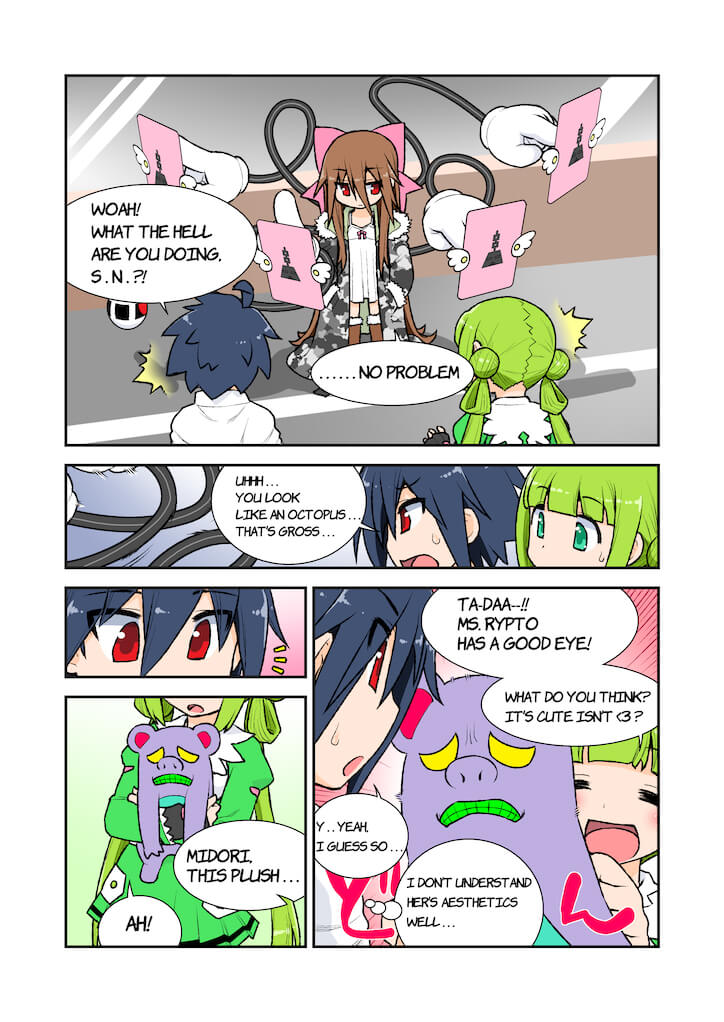 WOAH!
WHAT THE HELL
ARE YOU DOING,
S.N.?!
......NO PROBLEM
UHHH...
YOU LOOK
LIKE AN OCTOPUS...
THAT'S GROSS...
MIDORI,
THIS PLUSH...
AH!
TA-DAA--!!
MS. RYPTO
HAS A GOOD EYE!
WHAT DO YOU THINK?
IT'S CUTE ISN'T <3?
Y..YEAH,
I GUESS SO...
I DON'T UNDERSTAND
HER'S AESTHETICS
WELL...
どん